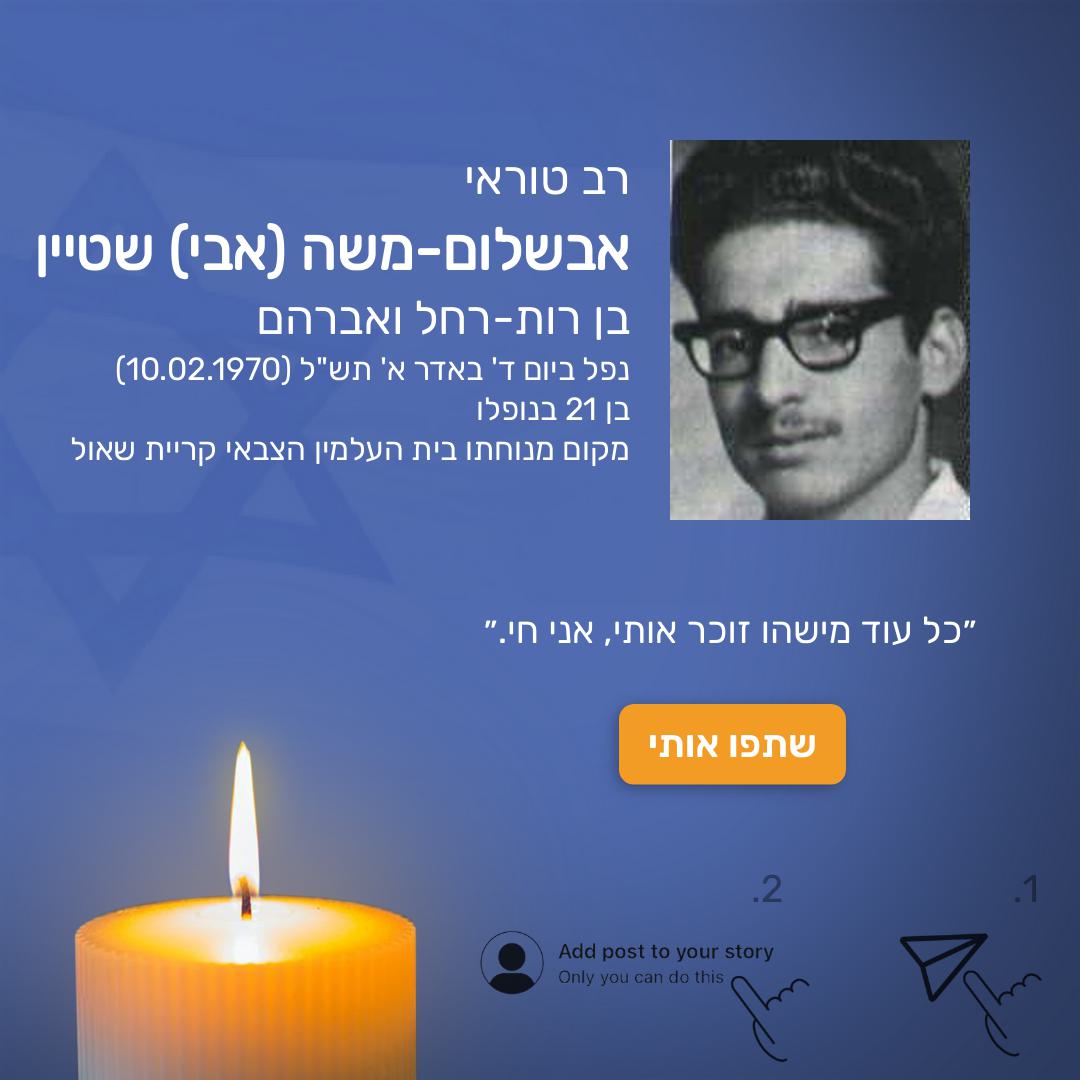 רב טוראי
אבשלום-משה (אבי) שטיין
בן רות-רחל ואברהם
נפל ביום ד' באדר א' תש"ל (10.02.1970)
בן 21 בנופלו
מקום מנוחתו בית העלמין הצבאי קריית שאול
״כל עוד מישהו זוכר אותי, אני חי.״
שתפו אותי
1.
2.
Add post to your story
Only you can do this